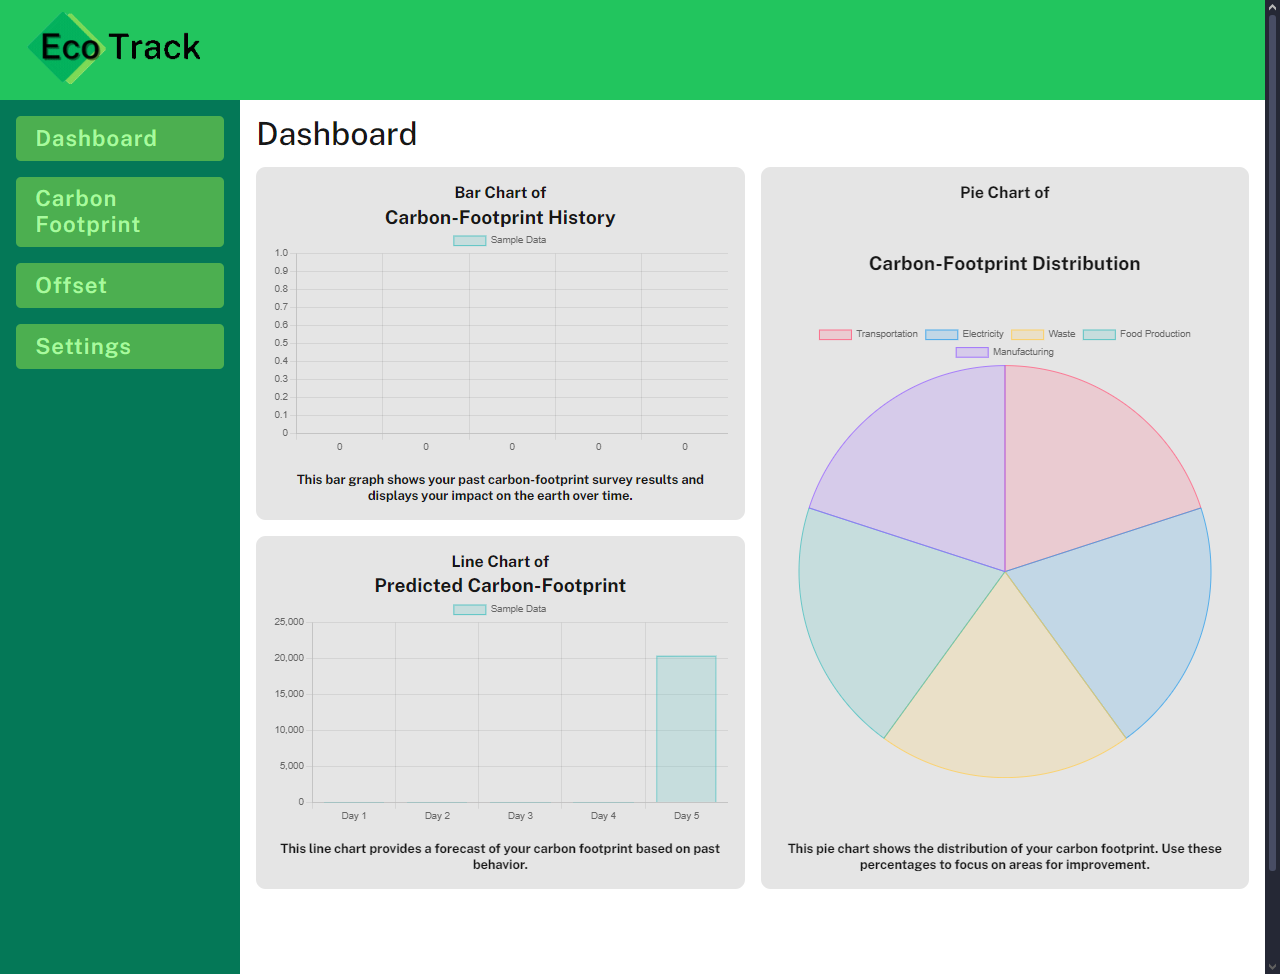 Eco Track
Dashboard
Carbon
Footprint
Offset
Settings
Dashboard
Bar Chart of
Carbon-Footprint History
Sample Data
1.0
0.9
0.8
0.7
0.6
0.5
0.4
0.3
0.2
0.1
0
0 0 0 0 0
This bar graph shows your past carbon-footprint survey results and
displays your impact on the earth over time.
Line Chart of
Predicted Carbon-Footprint
Sample Data
25,000
20,000
15,000
10,000
5,000
0
Day 1 Day 2 Day 3 Day 4 Day 5
This line chart provides a forecast of your carbon footprint based on past
behavior.
Pie Chart of
Carbon-Footprint Distribution
Transportation Electricity Waste Food Production
Manufacturing
This pie chart shows the distribution of your carbon footprint. Use these
percentages to focus on areas for improvement.